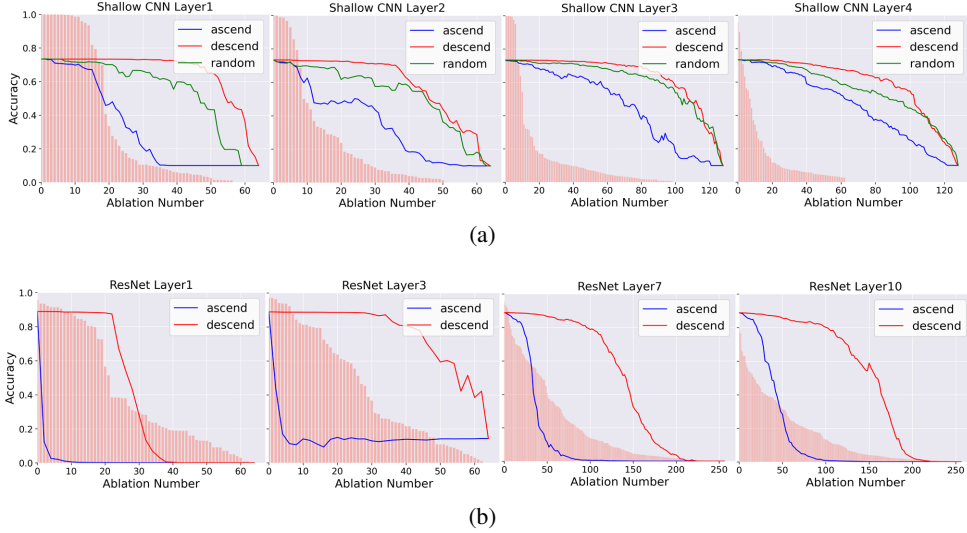 Shallow CNN Layer1 Shallow CNN Layer2 Shallow CNN Layer3 Shallow CNN Layer4
1.0
0.8
0.6
0.4
0.2
0.0
Accuracy
ascend
descend
random
ascend
descend
random
ascend
descend
random
ascend
descend
random
0 10 20 30 40 50 60 0 10 20 30 40 50 60 0 20 40 60 80 100 120 0 20 40 60 80 100 120
Ablation Number Ablation Number Ablation Number Ablation Number
(a)
ResNet Layer1 ResNet Layer3 ResNet Layer7 ResNet Layer10
1.0
0.8
0.6
0.4
0.2
0.0
Accuracy
ascend
descend
ascend
descend
ascend
descend
ascend
descend
0 10 20 30 40 50 60 0 10 20 30 40 50 60 0 50 100 150 200 250 0 50 100 150 200 250
Ablation Number Ablation Number Ablation Number Ablation Number
(b)